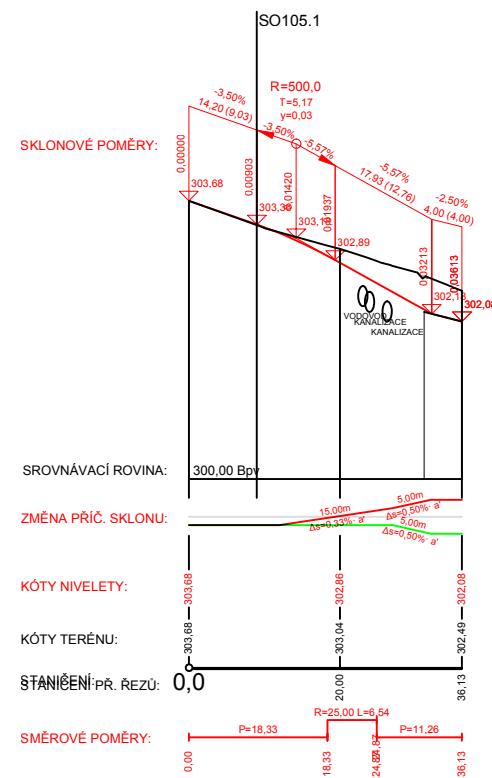 SO105.1
R=500,0
T=5,17
y=0,03
-3,50%
14,20 (9,03)
-3,50%
-5,57%
-5,57%
17,93 (12,76)
-2,50%
4,00 (4,00)
SKLONOVÉ POMĚRY:
0,00000
0,00903
0,01420
0,01937
0,03213
0,03613
303,68
303,36
303,18
302,89
302,18
302,08
VODOVOD
KANALIZACE
KANALIZACE
SROVNÁVACÍ ROVINA:
300,00 Bpv
ZMĚNA PŘÍČ. SKLONU:
15,00m
Δs=0,33%· a'
5,00m
Δs=0,50%· a'
5,00m
Δs=0,50%· a'
KÓTY NIVELETY:
303,68
302,86
302,08
KÓTY TERÉNU:
303,68
303,04
302,49
STANIČENÍ:
STANIČENÍ PŘ. ŘEZŮ:
0,0
20,00
36,13
SMĚROVÉ POMĚRY:
P=18,33
R=25,00 L=6,54
P=11,26
0,00
18,33
24,87
24,87
36,13